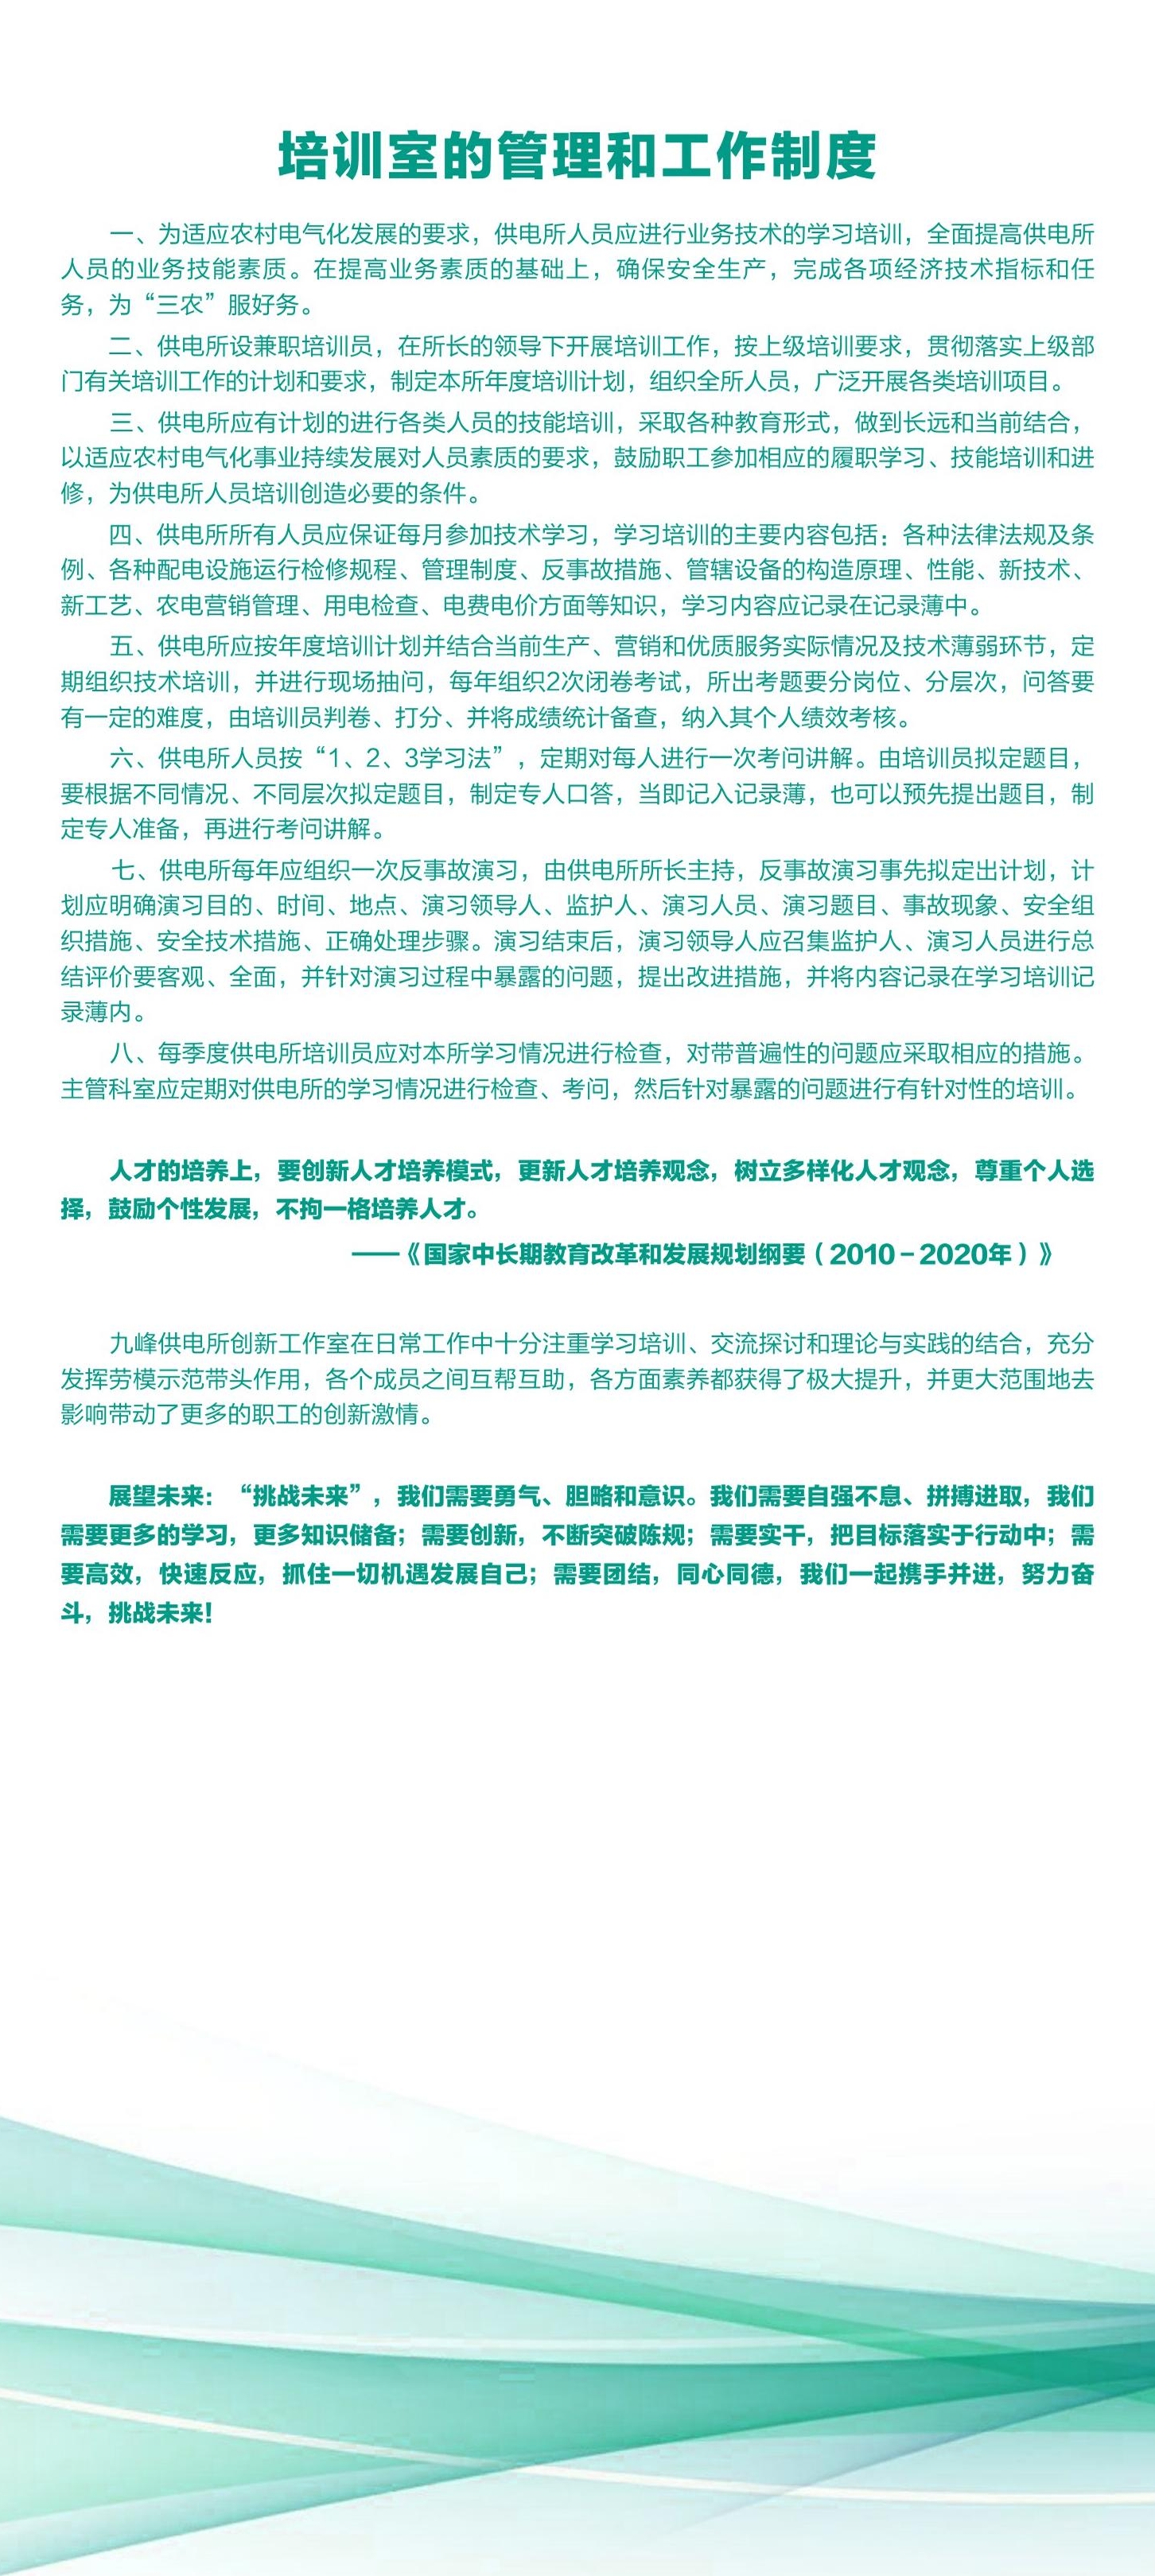 培训室的管理和工作制度
一、为适应农村电气化发展的要求，供电所人员应进行业务技术的学习培训，全面提高供电所
人员的业务技能素质。在提高业务素质的基础上，确保安全生产，完成各项经济技术指标和任
务，为“三农”服好务。
二、供电所设兼职培训员，在所长的领导下开展培训工作，按上级培训要求，贯彻落实上级部
门有关培训工作的计划和要求，制定本所年度培训计划，组织全所人员，广泛开展各类培训项目。
三、供电所应有计划的进行各类人员的技能培训，采取各种教育形式，做到长远和当前结合，
以适应农村电气化事业持续发展对人员素质的要求，鼓励职工参加相应的履职学习、技能培训和进
修，为供电所人员培训创造必要的条件。
四、供电所所有人员应保证每月参加技术学习，学习培训的主要内容包括：各种法律法规及条
例、各种配电设施运行检修规程、管理制度、反事故措施、管辖设备的构造原理、性能、新技术、
新工艺、农电营销管理、用电检查、电费电价方面等知识，学习内容应记录在记录薄中。
五、供电所应按年度培训计划并结合当前生产、营销和优质服务实际情况及技术薄弱环节，定
期组织技术培训，并进行现场抽问，每年组织2次闭卷考试，所出考题要分岗位、分层次，问答要
有一定的难度，由培训员判卷、打分、并将成绩统计备查，纳入其个人绩效考核。
六、供电所人员按“1、2、3学习法”，定期对每人进行一次考问讲解。由培训员拟定题目，
要根据不同情况、不同层次拟定题目，制定专人口答，当即记入记录薄，也可以预先提出题目，制
定专人准备，再进行考问讲解。
七、供电所每年应组织一次反事故演习，由供电所所长主持，反事故演习事先拟定出计划，计
划应明确演习目的、时间、地点、演习领导人、监护人、演习人员、演习题目、事故现象、安全组
织措施、安全技术措施、正确处理步骤。演习结束后，演习领导人应召集监护人、演习人员进行总
结评价要客观、全面，并针对演习过程中暴露的问题，提出改进措施，并将内容记录在学习培训记
录薄内。
八、每季度供电所培训员应对本所学习情况进行检查，对带普遍性的问题应采取相应的措施。
主管科室应定期对供电所的学习情况进行检查、考问，然后针对暴露的问题进行有针对性的培训。
人才的培养上，要创新人才培养模式，更新人才培养观念，树立多样化人才观念，尊重个人选
择，鼓励个性发展，不拘一格培养人才。
——《国家中长期教育改革和发展规划纲要（2010－2020年）》
九峰供电所创新工作室在日常工作中十分注重学习培训、交流探讨和理论与实践的结合，充分
发挥劳模示范带头作用，各个成员之间互帮互助，各方面素养都获得了极大提升，并更大范围地去
影响带动了更多的职工的创新激情。
展望未来：“挑战未来”，我们需要勇气、胆略和意识。我们需要自强不息、拼搏进取，我们
需要更多的学习，更多知识储备；需要创新，不断突破陈规；需要实干，把目标落实于行动中；需
要高效，快速反应，抓住一切机遇发展自己；需要团结，同心同德，我们一起携手并进，努力奋
斗，挑战未来！